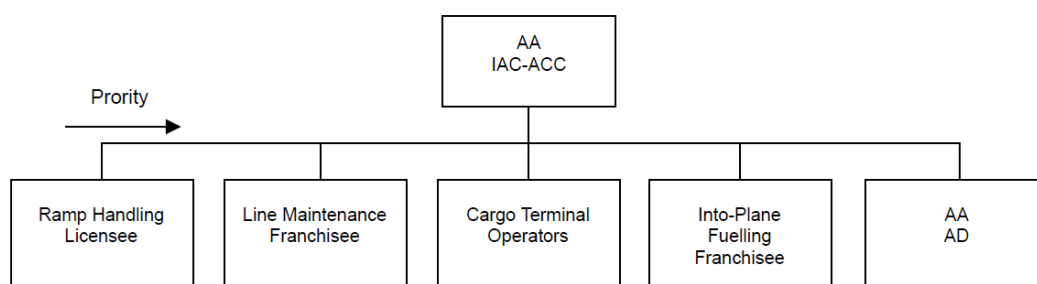 AA
IAC-ACC
Prority
Ramp Handling
Licensee
Line Maintenance
Franchisee
Cargo Terminal
Operators
Into-Plane
Fuelling
Franchisee
AA
AD